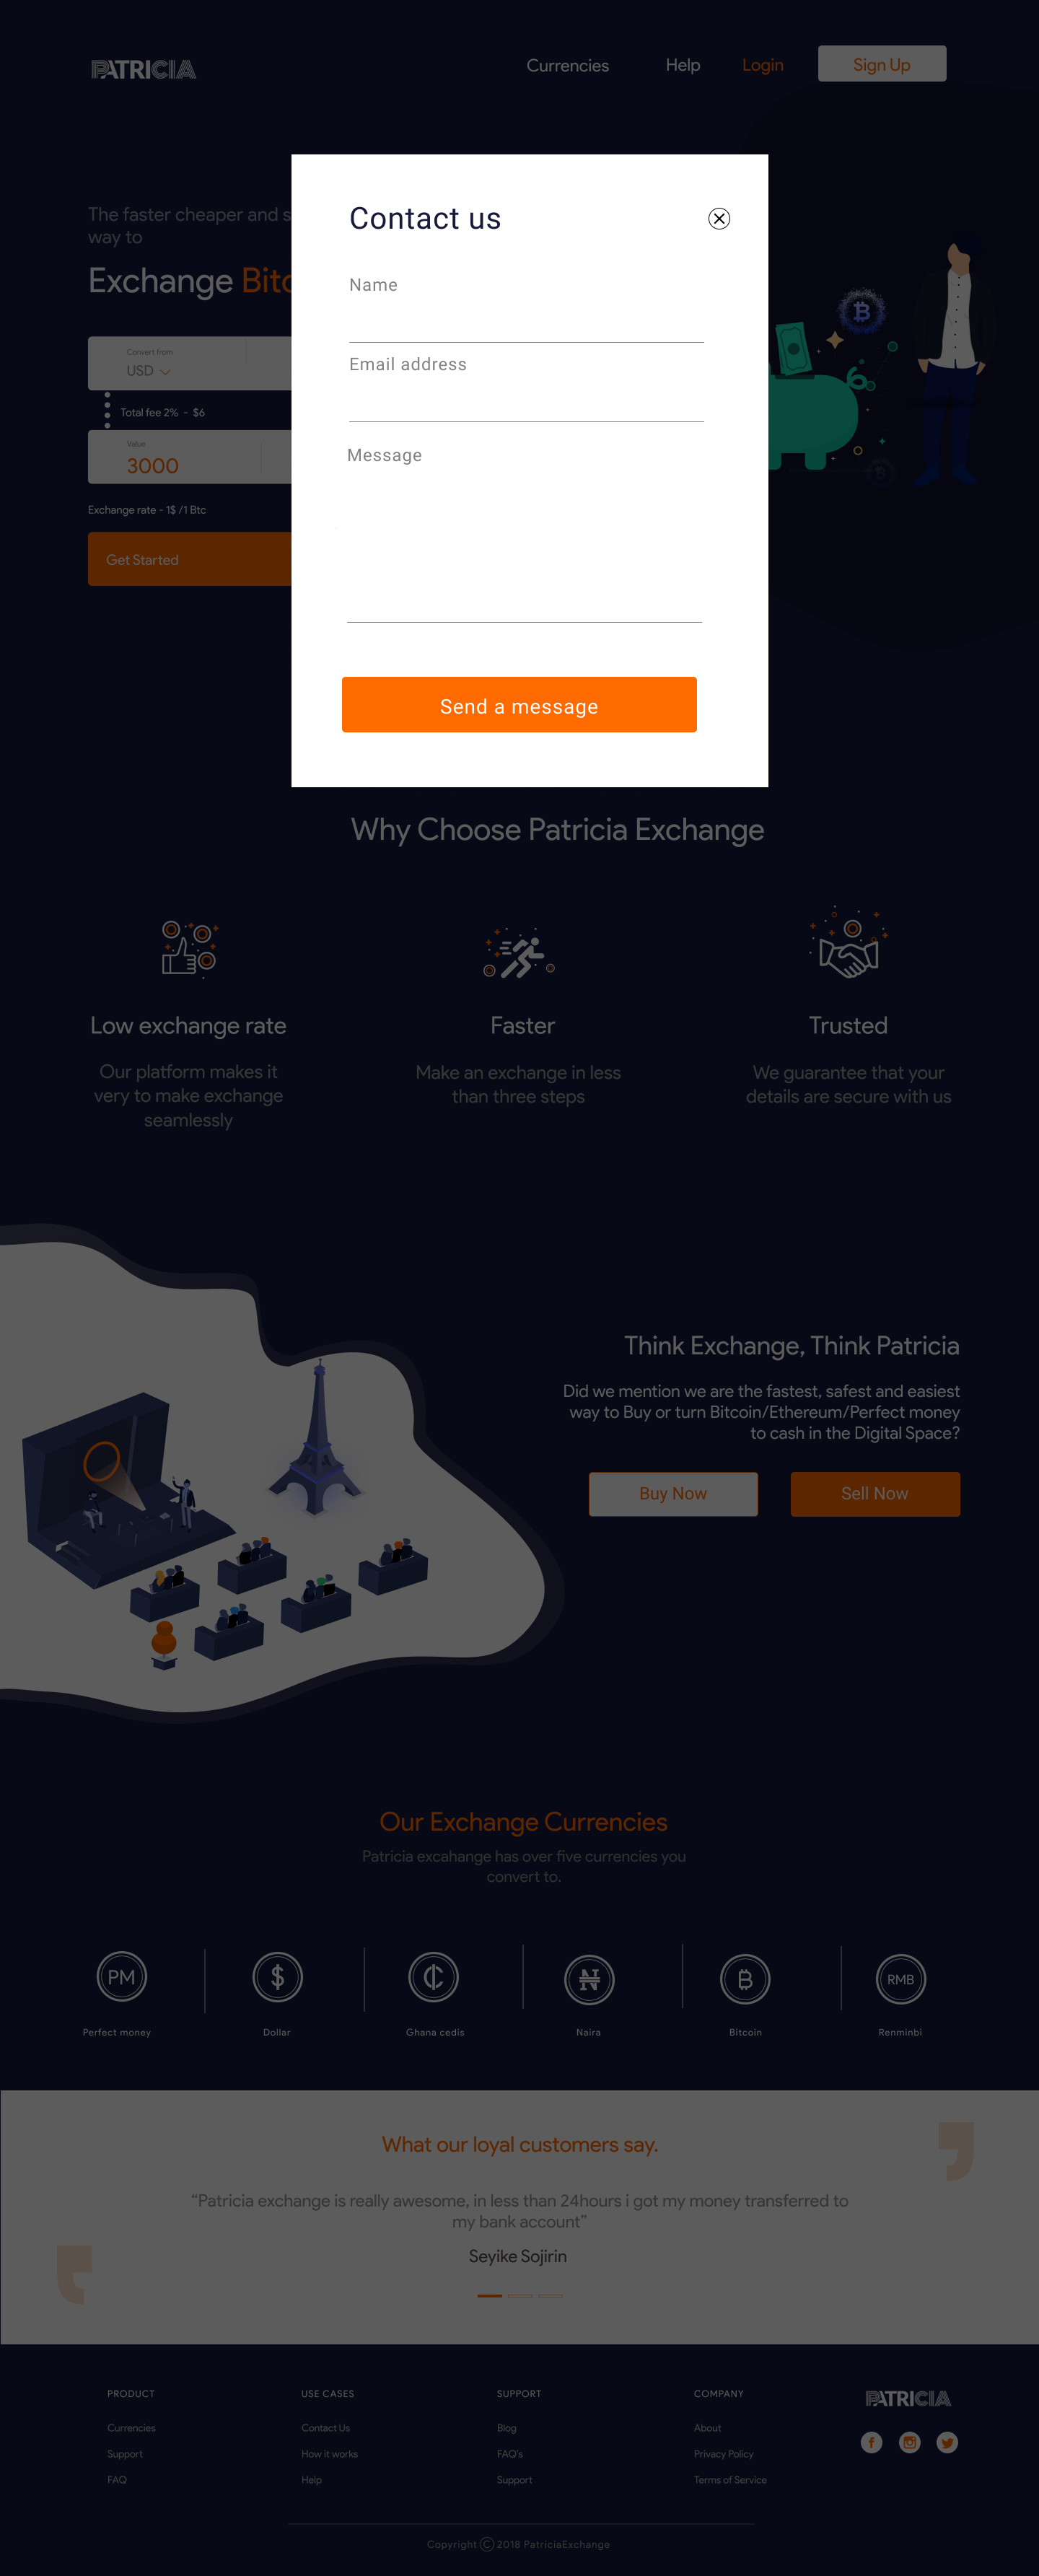 PATRICIA
Currencies
Help
Login
Sign Up
The faster cheaper and s
way to
Exchange Bitc
Convert from
USD
Total fee 2% - $6
Value
3000
Exchange rate - 1$ /1 Btc
Get Started
Contact us
Name
Email address
Message
Send a message
Why Choose Patricia Exchange
Low exchange rate
Our platform makes it
very to make exchange
seamlessly
Faster
Make an exchange in less
than three steps
Trusted
We guarantee that your
details are secure with us
Think Exchange, Think Patricia
Did we mention we are the fastest, safest and easiest
way to Buy or turn Bitcoin/Ethereum/Perfect money
to cash in the Digital Space?
Buy Now
Sell Now
Our Exchange Currencies
Patricia excahange has over five currencies you
convert to.
PM
Perfect money
$
Dollar
₵
Ghana cedis
₦
Naira
₿
Bitcoin
RMB
Renminbi
What our loyal customers say.
“Patricia exchange is really awesome, in less than 24hours i got my money transferred to
my bank account”
Seyike Sojirin
PRODUCT
Currencies
Support
FAQ
USE CASES
Contact Us
How it works
Help
SUPPORT
Blog
FAQ's
Support
COMPANY
About
Privacy Policy
Terms of Service
PATRICIA
Copyright © 2018 PatriciaExchange